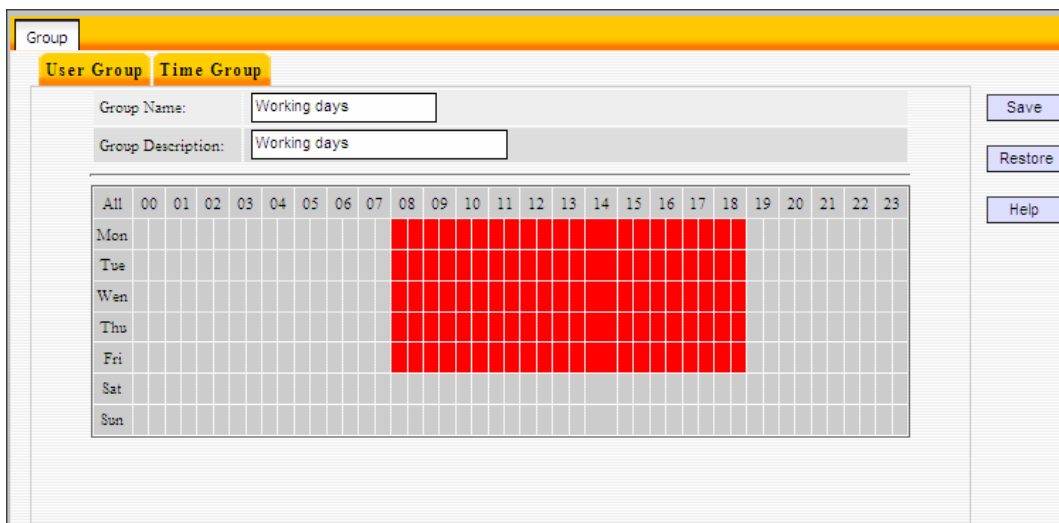 Group
User Group Time Group
Group Name: Working days
Save
Group Description: Working days
Restore
All 00 01 02 03 04 05 06 07 08 09 10 11 12 13 14 15 16 17 18 19 20 21 22 23
Help
Mon
Tue
Wen
Thu
Fri
Sat
Sun